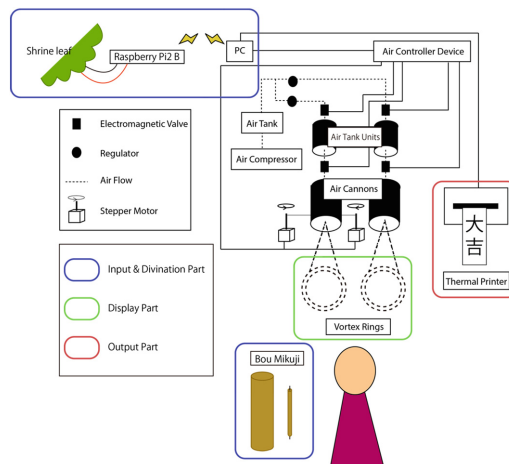 Shrine leaf
Raspberry Pi2 B
PC
Air Controller Device
Regulator
Air Tank
Air Tank Units
Air Compressor
Air Cannons
Electromagnetic Valve
Regulator
Air Flow
Stepper Motor
大
吉
Thermal Printer
Input & Divination Part
Display Part
Output Part
Vortex Rings
Bou Mikuji